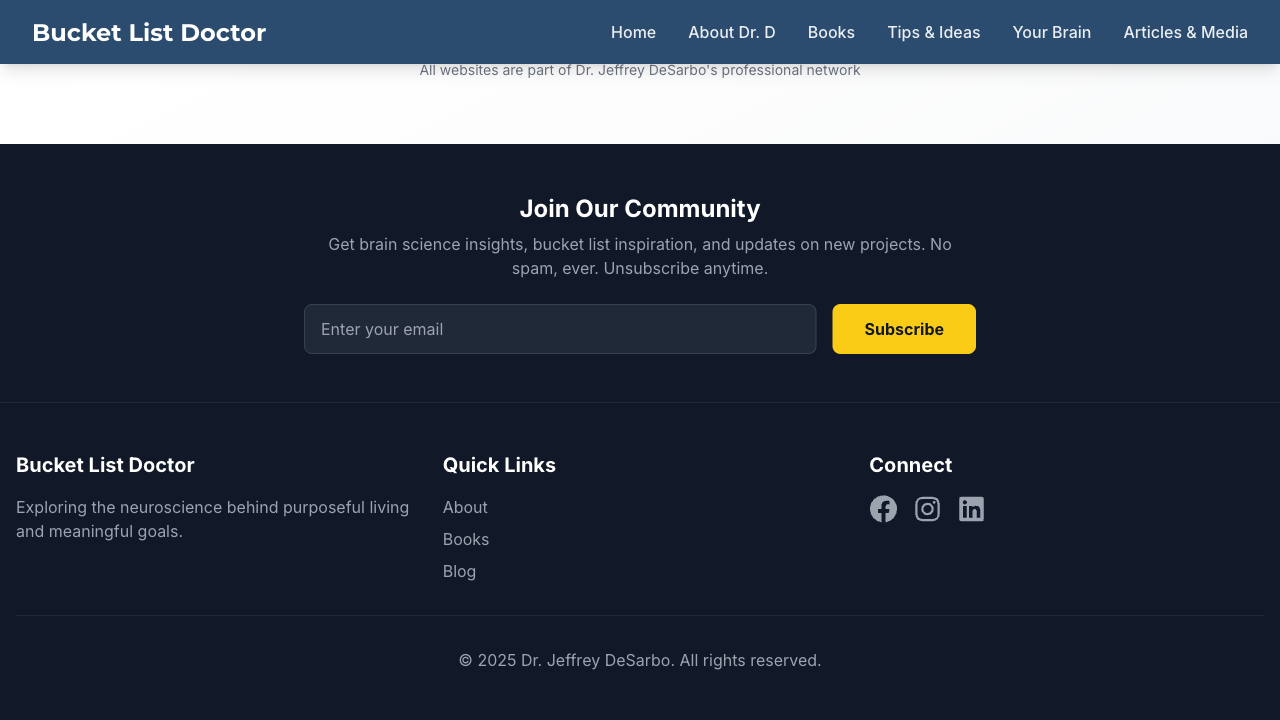 Bucket List Doctor
Home
About Dr. D
Books
Tips & Ideas
Your Brain
Articles & Media
All websites are part of Dr. Jeffrey DeSarbo's professional network
Join Our Community
Get brain science insights, bucket list inspiration, and updates on new projects. No
spam, ever. Unsubscribe anytime.
Enter your email
Subscribe
Bucket List Doctor
Exploring the neuroscience behind purposeful living
and meaningful goals.
Quick Links
About
Books
Blog
Connect
© 2025 Dr. Jeffrey DeSarbo. All rights reserved.